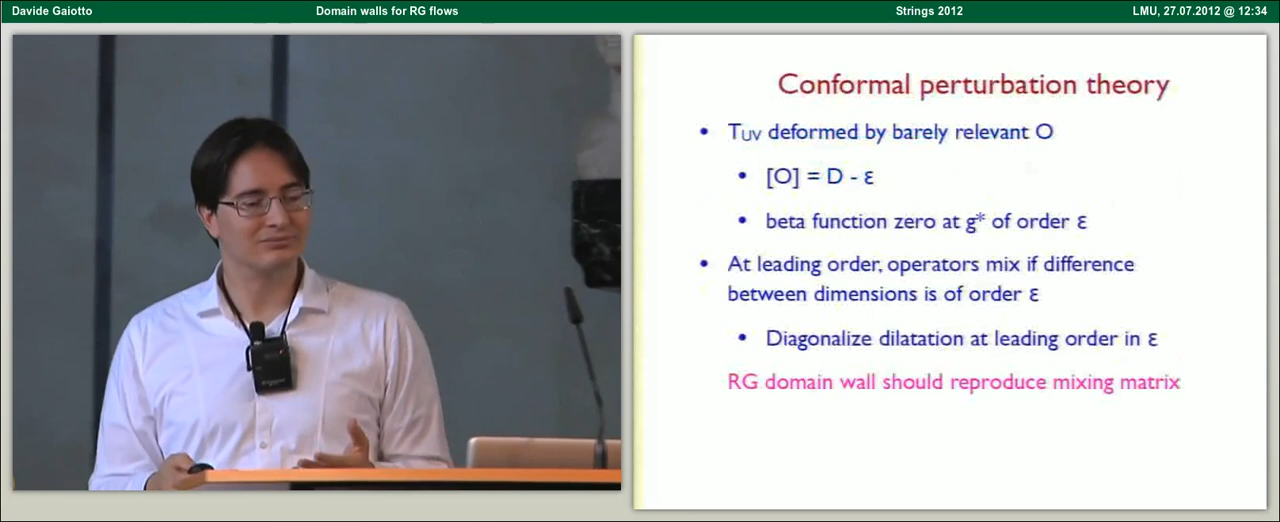 Davide Gaiotto
Domain walls for RG flows
Strings 2012
LMU, 27.07.2012 @ 12:34
Conformal perturbation theory
• TUV deformed by barely relevant O
• [O] = D - ε
• beta function zero at g* of order ε
• At leading order, operators mix if difference
between dimensions is of order ε
• Diagonalize dilatation at leading order in ε
RG domain wall should reproduce mixing matrix